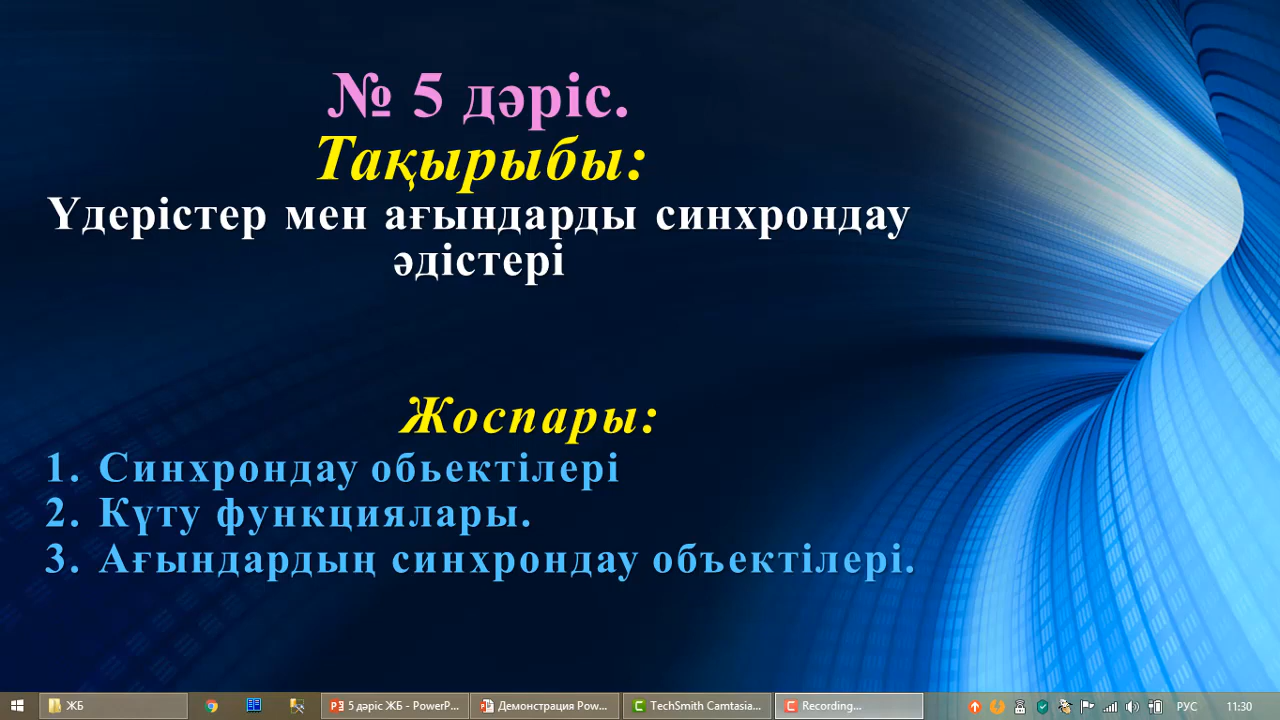 № 5 дәріс.
Тақырыбы:
Үдерістер мен ағындарды синхрондау
әдістері
Жоспары:
1. Синхрондау обьектілері
2. Күту функциялары.
3. Ағындардың синхрондау объектілері.
ЖБ
5 дәріс ЖБ - PowerP...
Демонстрация Pow...
TechSmith Camtasia...
Recording...
РУС
11:30